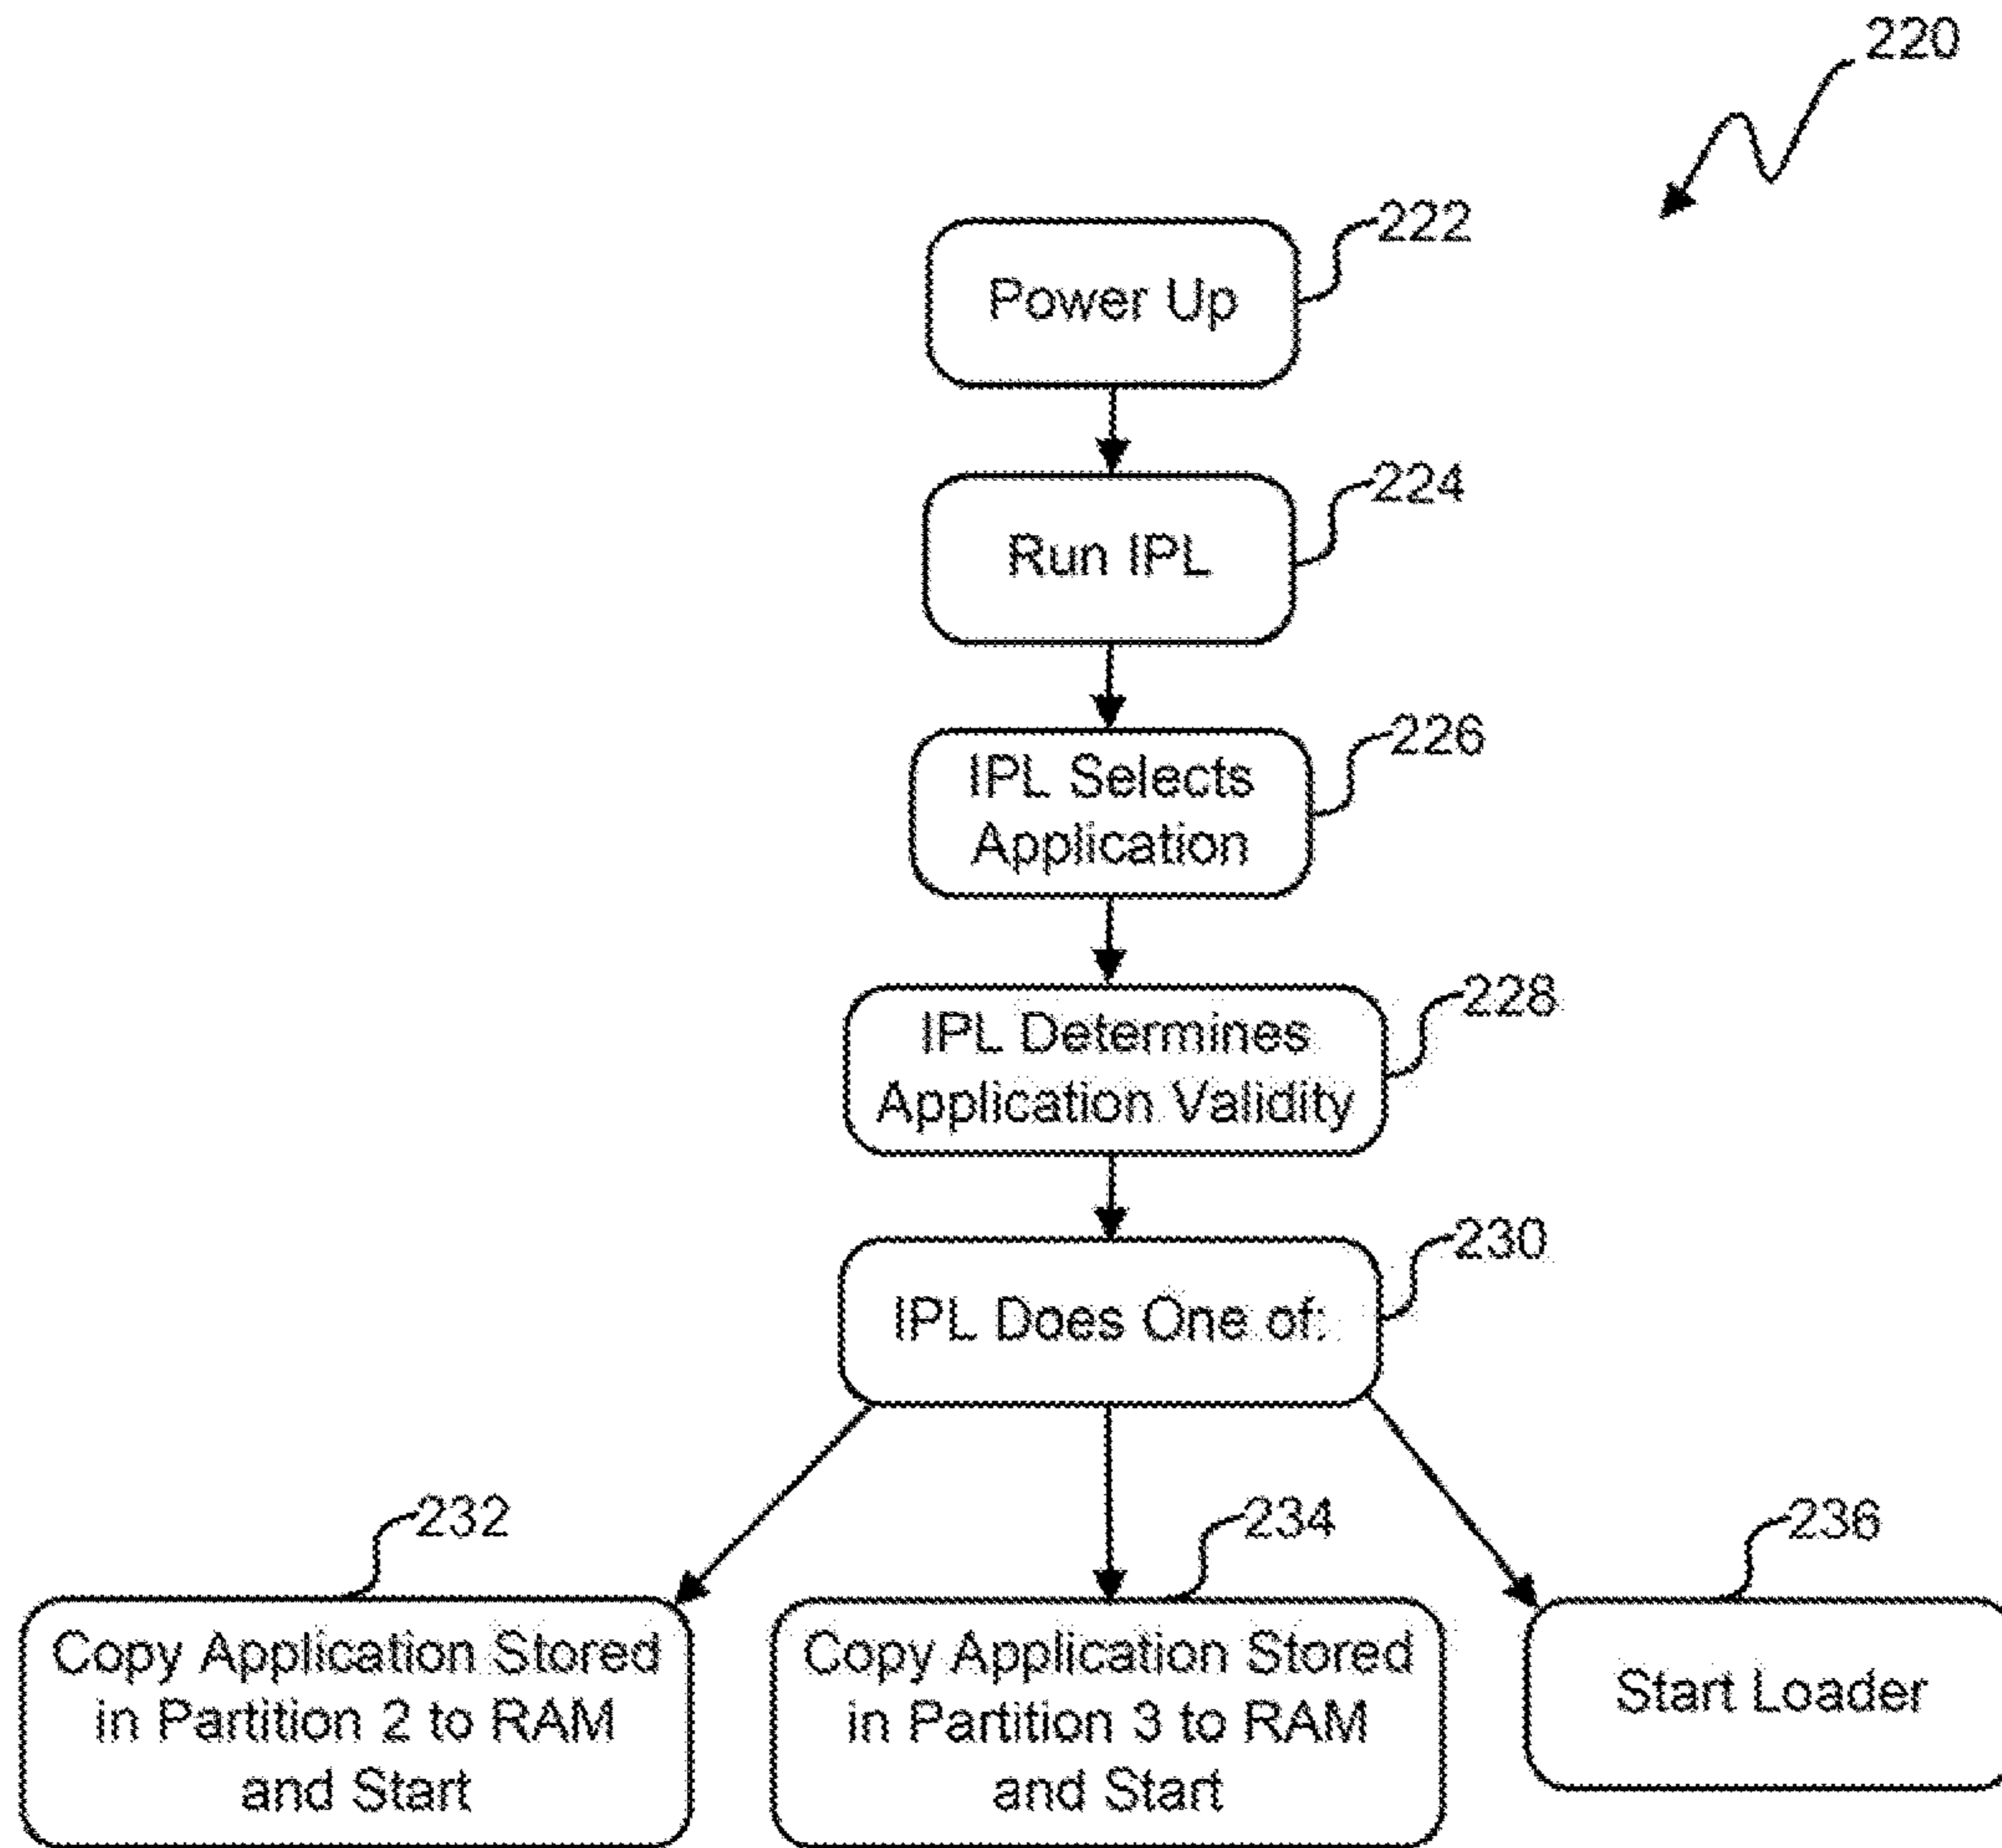 220
222
Power Up
224
Run IPL
226
IPL Selects
Application
228
IPL Determines
Application Validity
230
IPL Does One of:
232
Copy Application Stored
in Partition 2 to RAM
and Start
234
Copy Application Stored
in Partition 3 to RAM
and Start
236
Start Loader